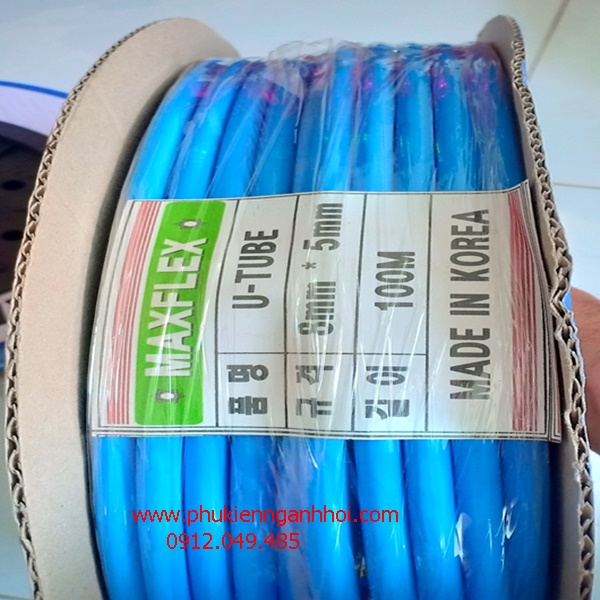 MAXFLEX
품명 U-TUBE
규격 8mm * 5mm
길이 100M
MADE IN KOREA
www.phukiennganhhoi.com
0912.049.485